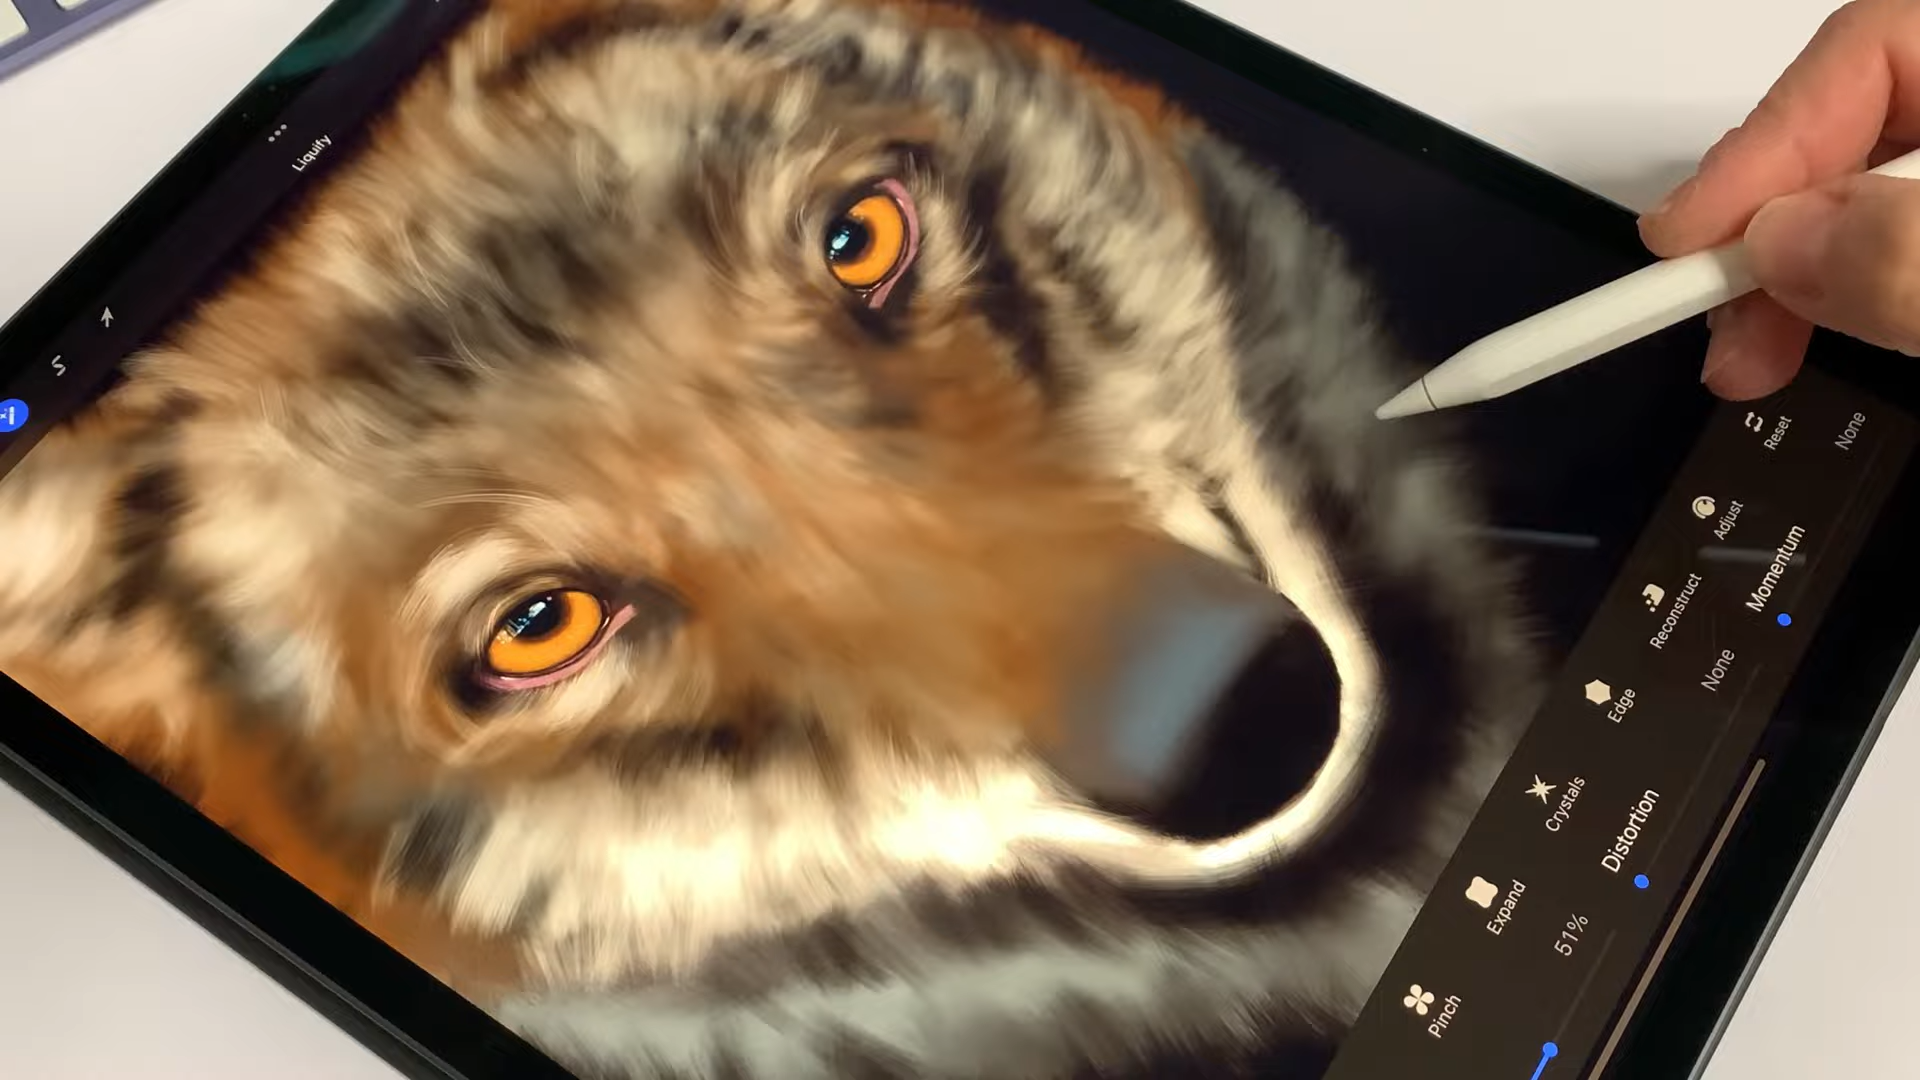 Liquify
Pinch
Expand
Crystals
Edge
Reconstruct
Adjust
Reset
51%
Distortion
None
Momentum
None